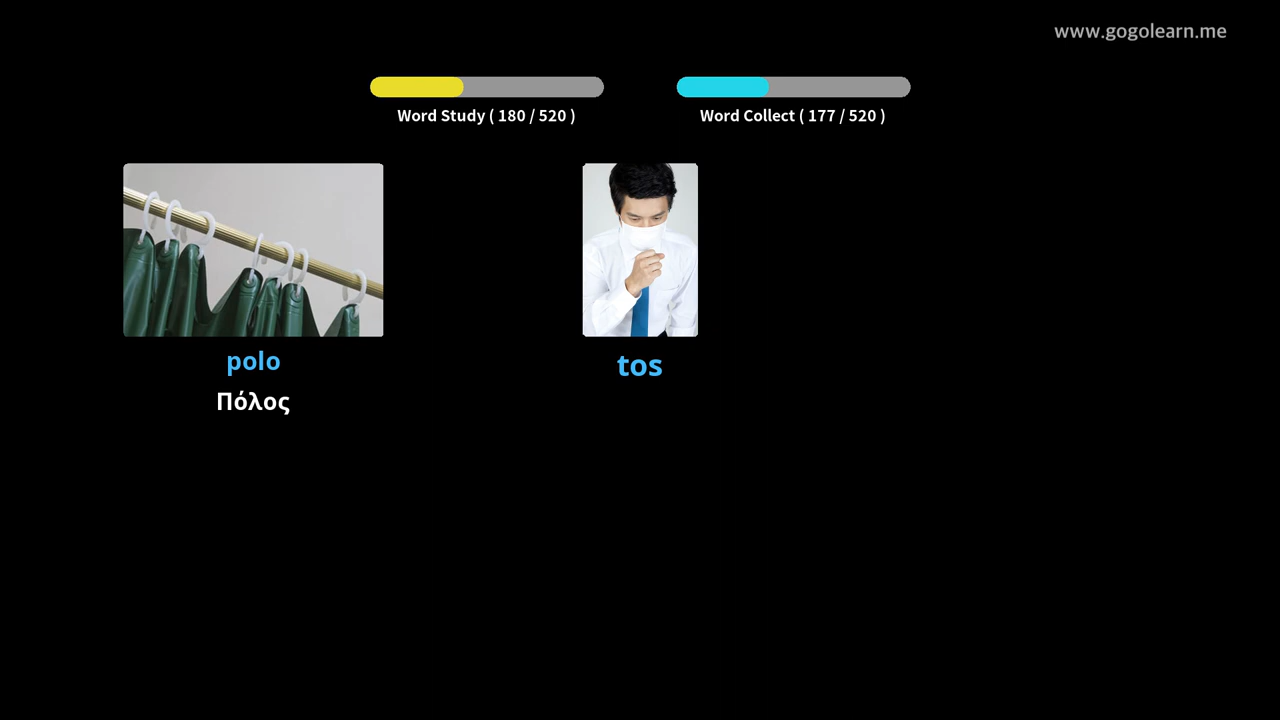 www.gogolearn.me
Word Study ( 180 / 520 )
Word Collect ( 177 / 520 )
polo
Πόλος
tos